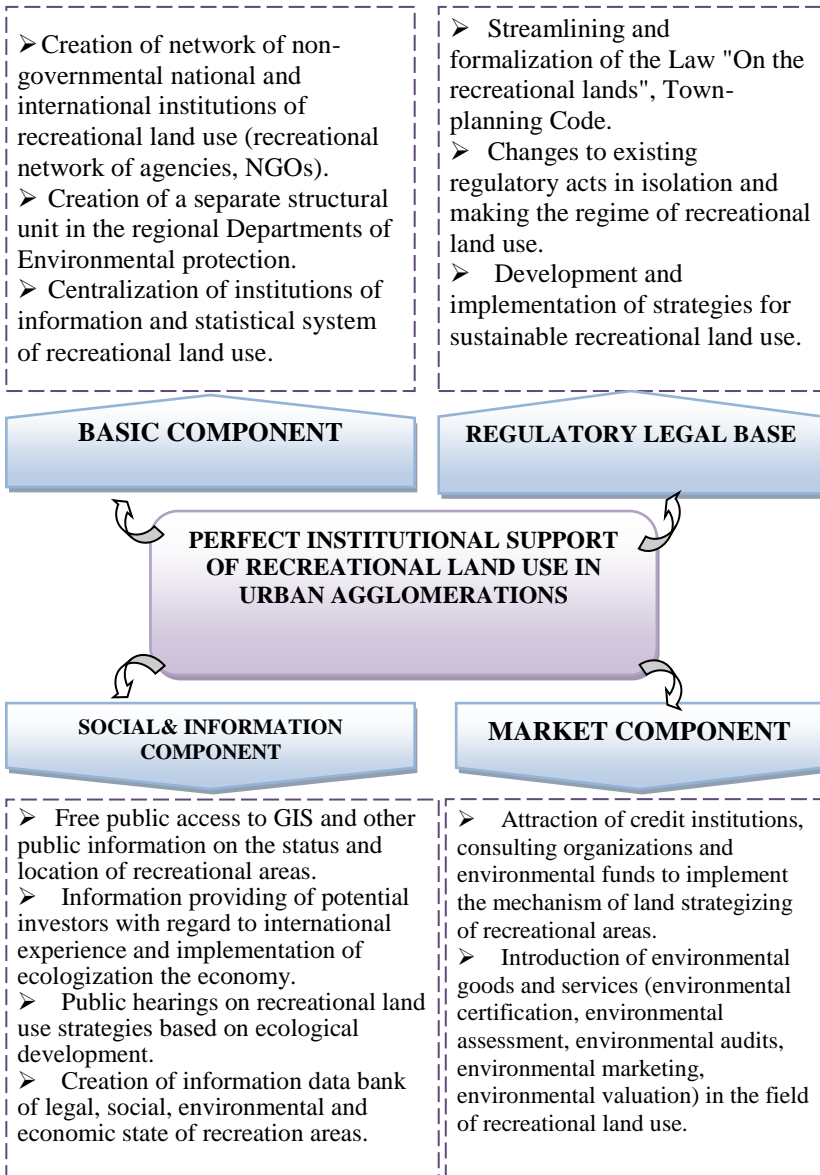 ➢Creation of network of non-
governmental national and
international institutions of
recreational land use (recreational
network of agencies, NGOs).
➢ Creation of a separate structural
unit in the regional Departments of
Environmental protection.
➢ Centralization of institutions of
information and statistical system
of recreational land use.
➢ Streamlining and
formalization of the Law "On the
recreational lands", Town-
planning Code.
➢ Changes to existing
regulatory acts in isolation and
making the regime of recreational
land use.
➢ Development and
implementation of strategies for
sustainable recreational land use.
BASIC COMPONENT
REGULATORY LEGAL BASE
PERFECT INSTITUTIONAL SUPPORT
OF RECREATIONAL LAND USE IN
URBAN AGGLOMERATIONS
SOCIAL& INFORMATION
COMPONENT
MARKET COMPONENT
➢ Free public access to GIS and other
public information on the status and
location of recreational areas.
➢ Information providing of potential
investors with regard to international
experience and implementation of
ecologization the economy.
➢ Public hearings on recreational land
use strategies based on ecological
development.
➢ Creation of information data bank
of legal, social, environmental and
economic state of recreation areas.
➢ Attraction of credit institutions,
consulting organizations and
environmental funds to implement
the mechanism of land strategizing
of recreational areas.
➢ Introduction of environmental
goods and services (environmental
certification, environmental
assessment, environmental audits,
environmental marketing,
environmental valuation) in the field
of recreational land use.